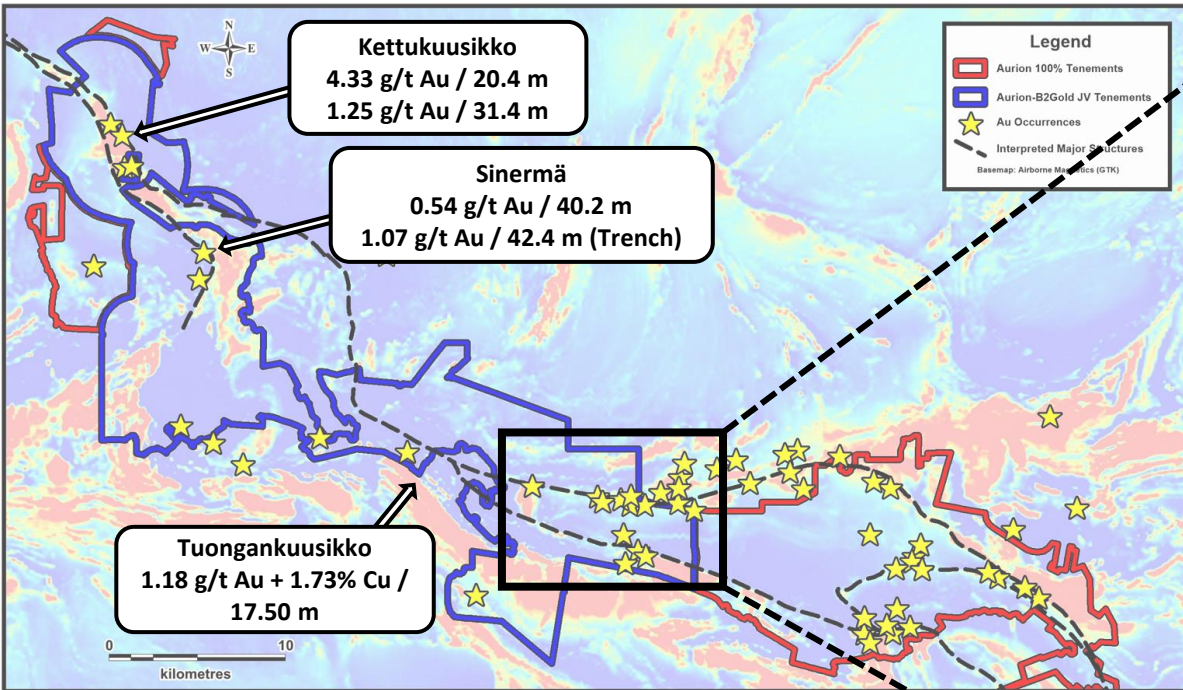 N
W E
S
Kettukuusikko
4.33 g/t Au / 20.4 m
1.25 g/t Au / 31.4 m
Sinermä
0.54 g/t Au / 40.2 m
1.07 g/t Au / 42.4 m (Trench)
Legend
Aurion 100% Tenements
Aurion-B2Gold JV Tenements
Au Occurrences
Interpreted Major Structures
Basemap: Airborne Magnetics (GTK)
Tuongankuusikko
1.18 g/t Au + 1.73% Cu /
17.50 m
0 10
kilometres